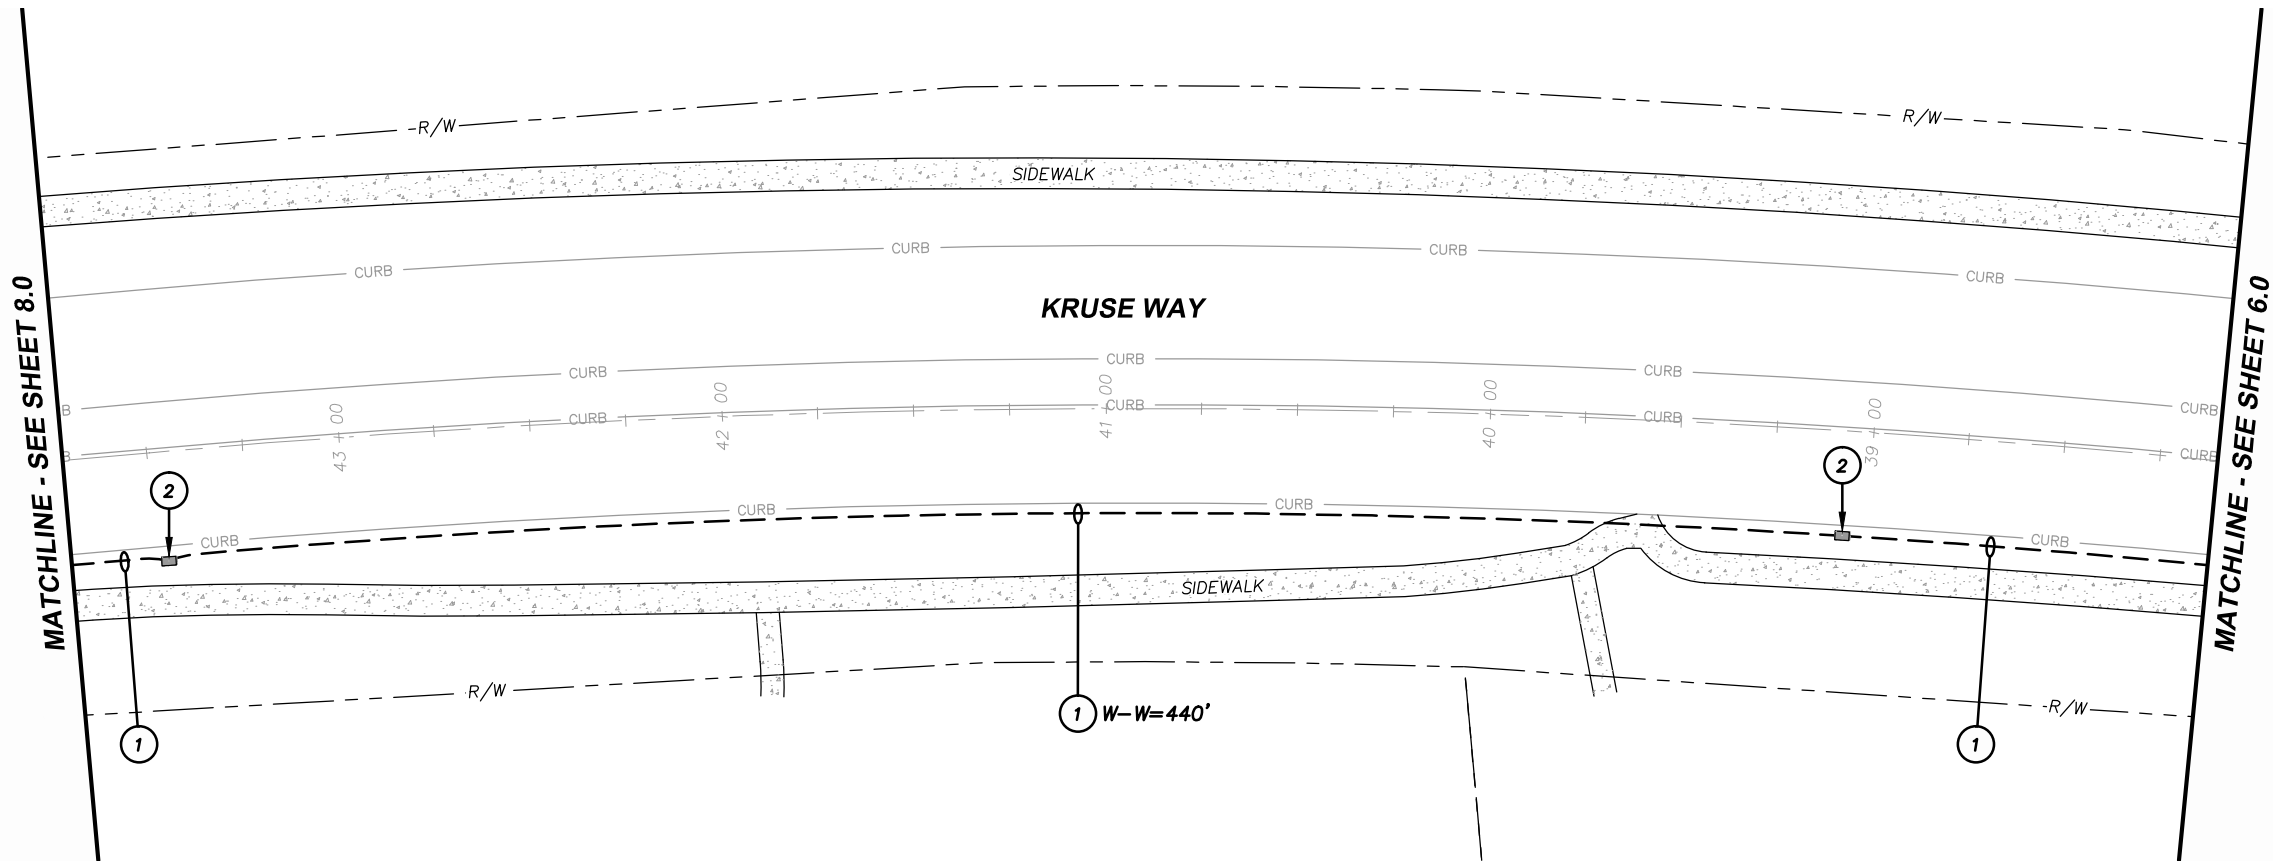 R/W
R/W
SIDEWALK
CURB
CURB
CURB
CURB
MATCHLINE - SEE SHEET 8.0
KRUSE WAY
MATCHLINE - SEE SHEET 6.0
CURB
CURB
CURB
B
CURB
43 00
42 00
41 00
40 00
39 00
CURB
CURB
CURB
CURB
B
2
2
CURB
CURB
CURB
CURB
SIDEWALK
R/W
R/W
1
1 W-W=440'
1